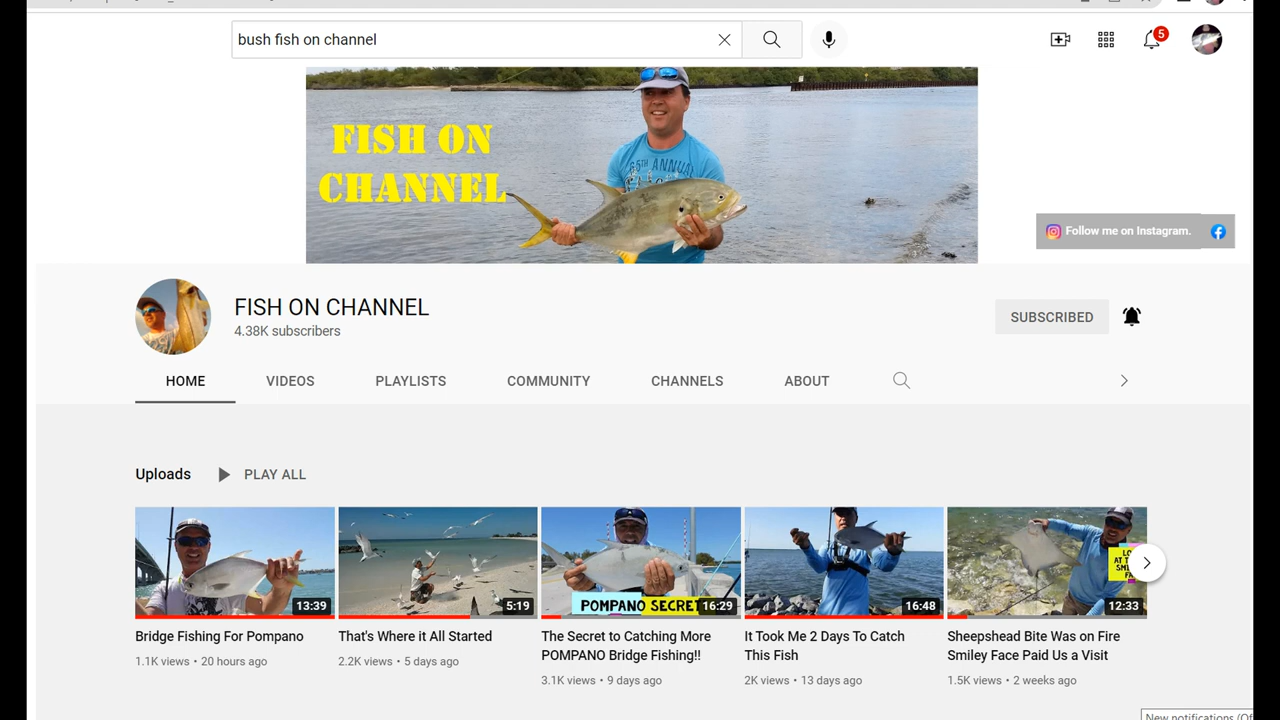 bush fish on channel
5
FISH ON
CHANNEL
65TH ANNUAL
Follow me on Instagram.
FISH ON CHANNEL
4.38K subscribers
SUBSCRIBED
HOME VIDEOS PLAYLISTS COMMUNITY CHANNELS ABOUT
Uploads PLAY ALL
13:39 5:19 POMPANO SECRET 16:29 16:48 12:33
Bridge Fishing For Pompano
1.1K views • 20 hours ago
That's Where it All Started
2.2K views • 5 days ago
The Secret to Catching More
POMPANO Bridge Fishing!!
3.1K views • 9 days ago
It Took Me 2 Days To Catch
This Fish
2K views • 13 days ago
Sheepshead Bite Was on Fire
Smiley Face Paid Us a Visit
1.5K views • 2 weeks ago
New notifications